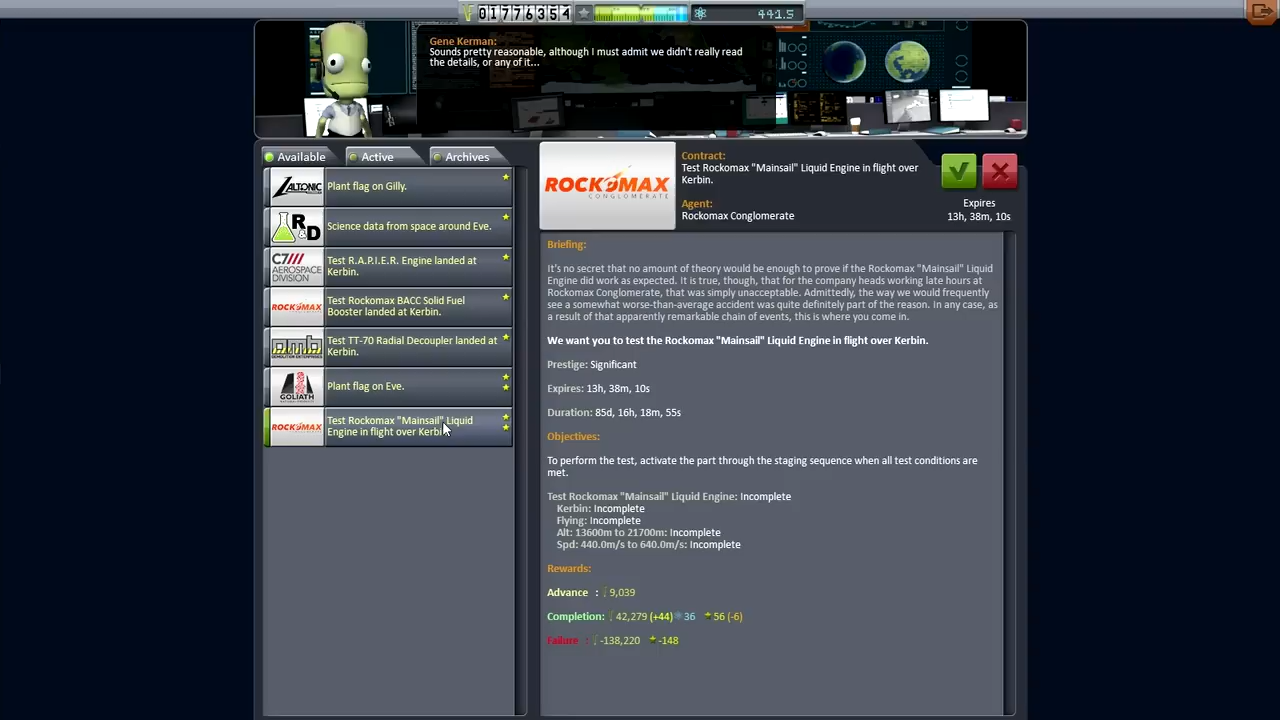 01776354
441.5
Gene Kerman:
Sounds pretty reasonable, although I must admit we didn't really read
the details, or any of it...
Available
Active
Archives
ZALTONIC
Plant flag on Gilly.
R&D
Science data from space around Eve.
C7///
AEROSPACE
DIVISION
Test R.A.P.I.E.R. Engine landed at
Kerbin.
ROCKOMAX
Test Rockomax BACC Solid Fuel
Booster landed at Kerbin.
Test TT-70 Radial Decoupler landed at
Kerbin.
GOLIATH
Plant flag on Eve.
ROCKOMAX
Test Rockomax "Mainsail" Liquid
Engine in flight over Kerbin.
ROCKOMAX
CONGLOMERATE
Contract:
Test Rockomax "Mainsail" Liquid Engine in flight over
Kerbin.
Agent:
Rockomax Conglomerate
Expires
13h, 38m, 10s
Briefing:
It's no secret that no amount of theory would be enough to prove if the Rockomax "Mainsail" Liquid
Engine did work as expected. It is true, though, that for the company heads working late hours at
Rockomax Conglomerate, that was simply unacceptable. Admittedly, the way we would frequently
see a somewhat worse-than-average accident was quite definitely part of the reason. In any case, as
a result of that apparently remarkable chain of events, this is where you come in.
We want you to test the Rockomax "Mainsail" Liquid Engine in flight over Kerbin.
Prestige: Significant
Expires: 13h, 38m, 10s
Duration: 85d, 16h, 18m, 55s
Objectives:
To perform the test, activate the part through the staging sequence when all test conditions are
met.
Test Rockomax "Mainsail" Liquid Engine: Incomplete
Kerbin: Incomplete
Flying: Incomplete
Alt: 13600m to 21700m: Incomplete
Spd: 440.0m/s to 640.0m/s: Incomplete
Rewards:
Advance : 9,039
Completion: 42,279 (+44) 36 56 (-6)
Failure : -138,220 -148